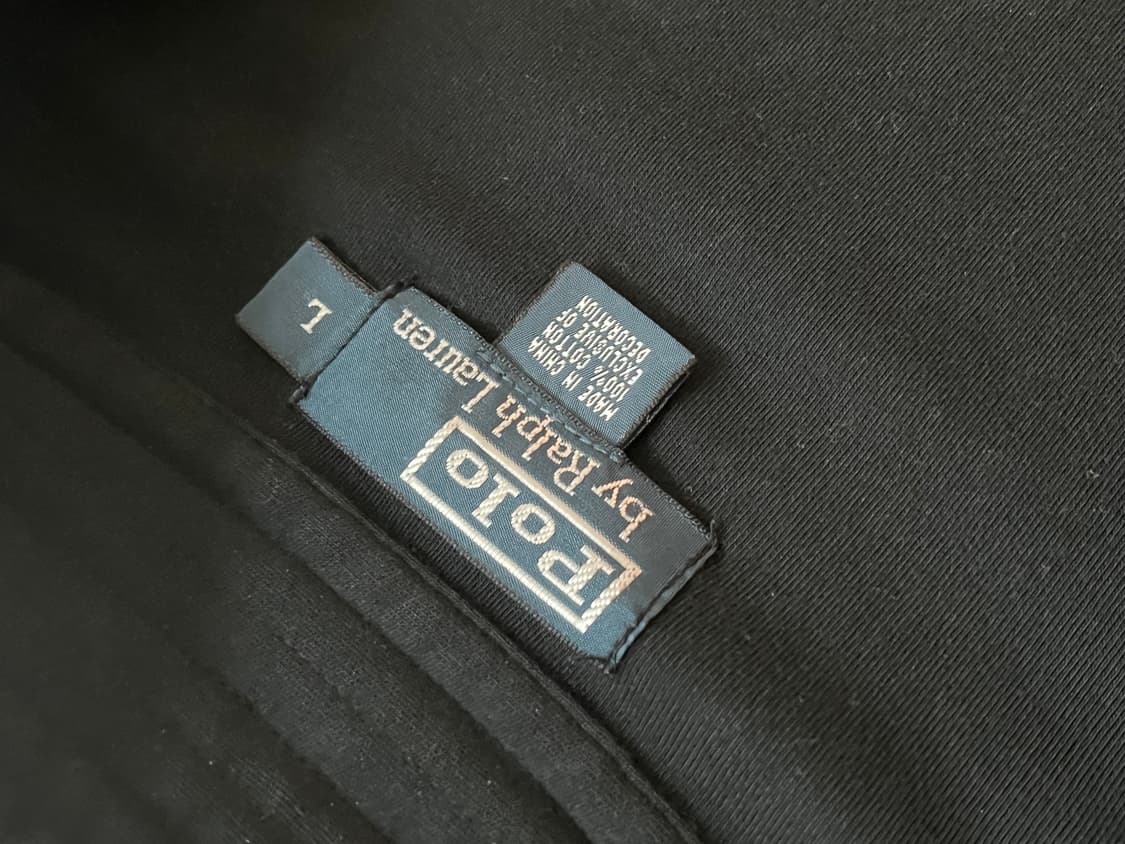 Polo
by Ralph Lauren
L
MADE IN CHINA
100% COTTON
EXCLUSIVE OF
DECORATION